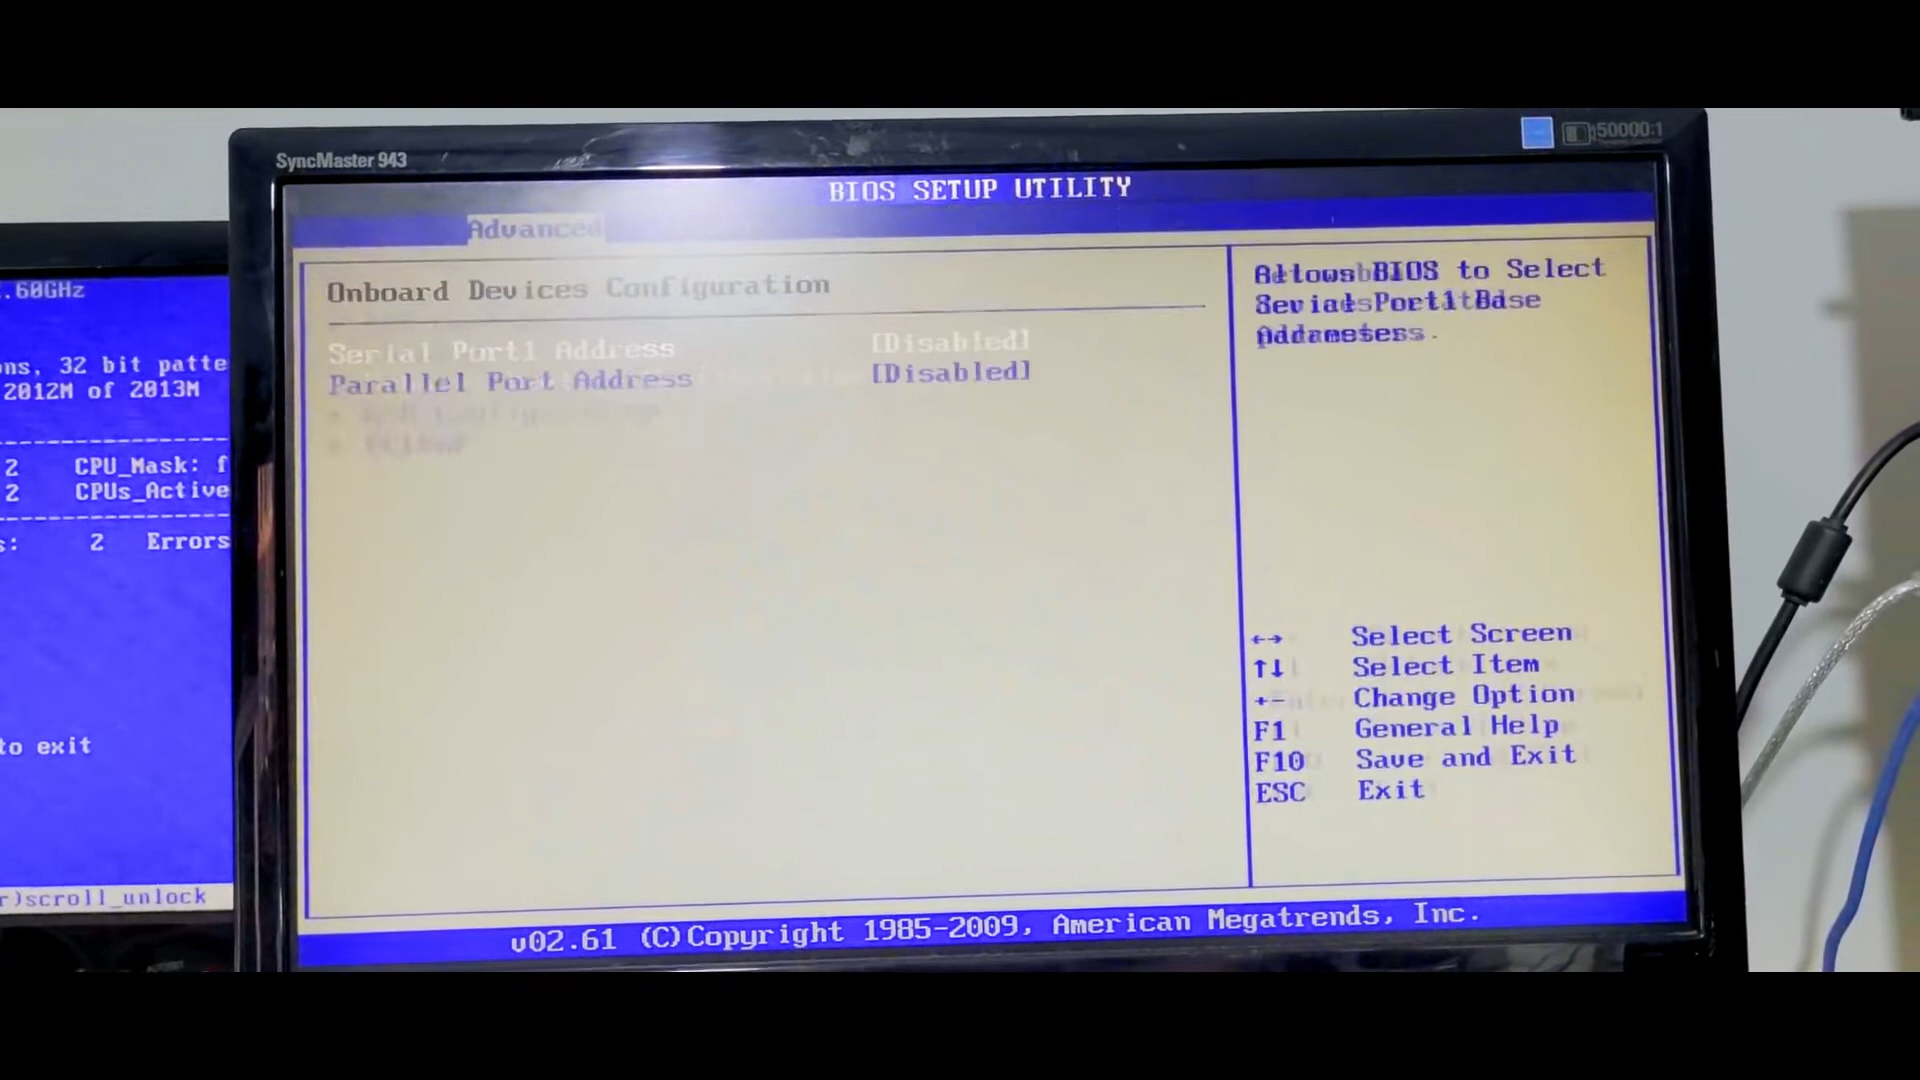 SyncMaster 943
50000:1
BIOS SETUP UTILITY
Advanced
Onboard Devices Configuration
Serial Port1 Address [Disabled]
Parallel Port Address [Disabled]
Allows BIOS to Select
Serial Port1 Base
Addresses.
←→ Select Screen
↑↓ Select Item
+- Change Option
F1 General Help
F10 Save and Exit
ESC Exit
v02.61 (C)Copyright 1985-2009, American Megatrends, Inc.
.60GHz
ns, 32 bit patte
2012M of 2013M
2 CPU_Mask: f
2 CPUs_Active
s: 2 Errors
to exit
r)scroll_unlock